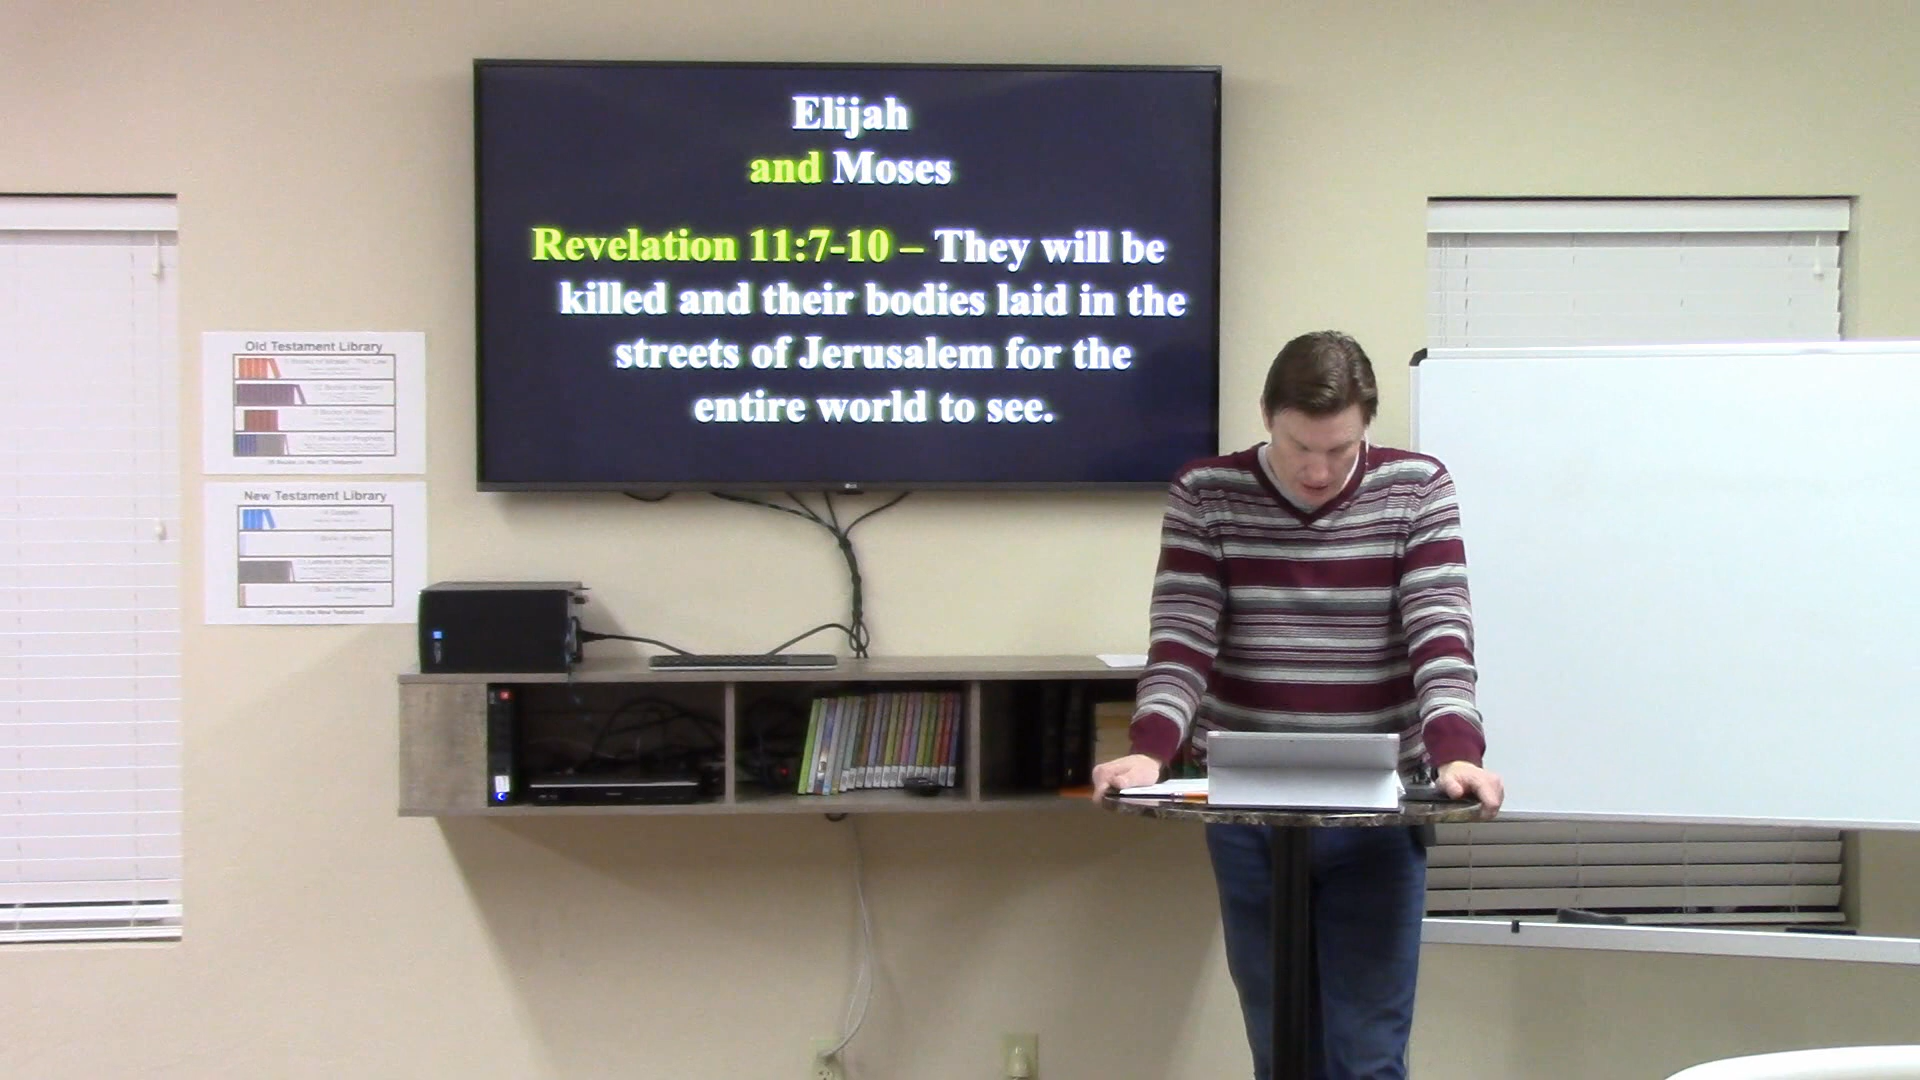 Elijah
and Moses
Revelation 11:7-10 – They will be
killed and their bodies laid in the
streets of Jerusalem for the
entire world to see.
Old Testament Library
New Testament Library